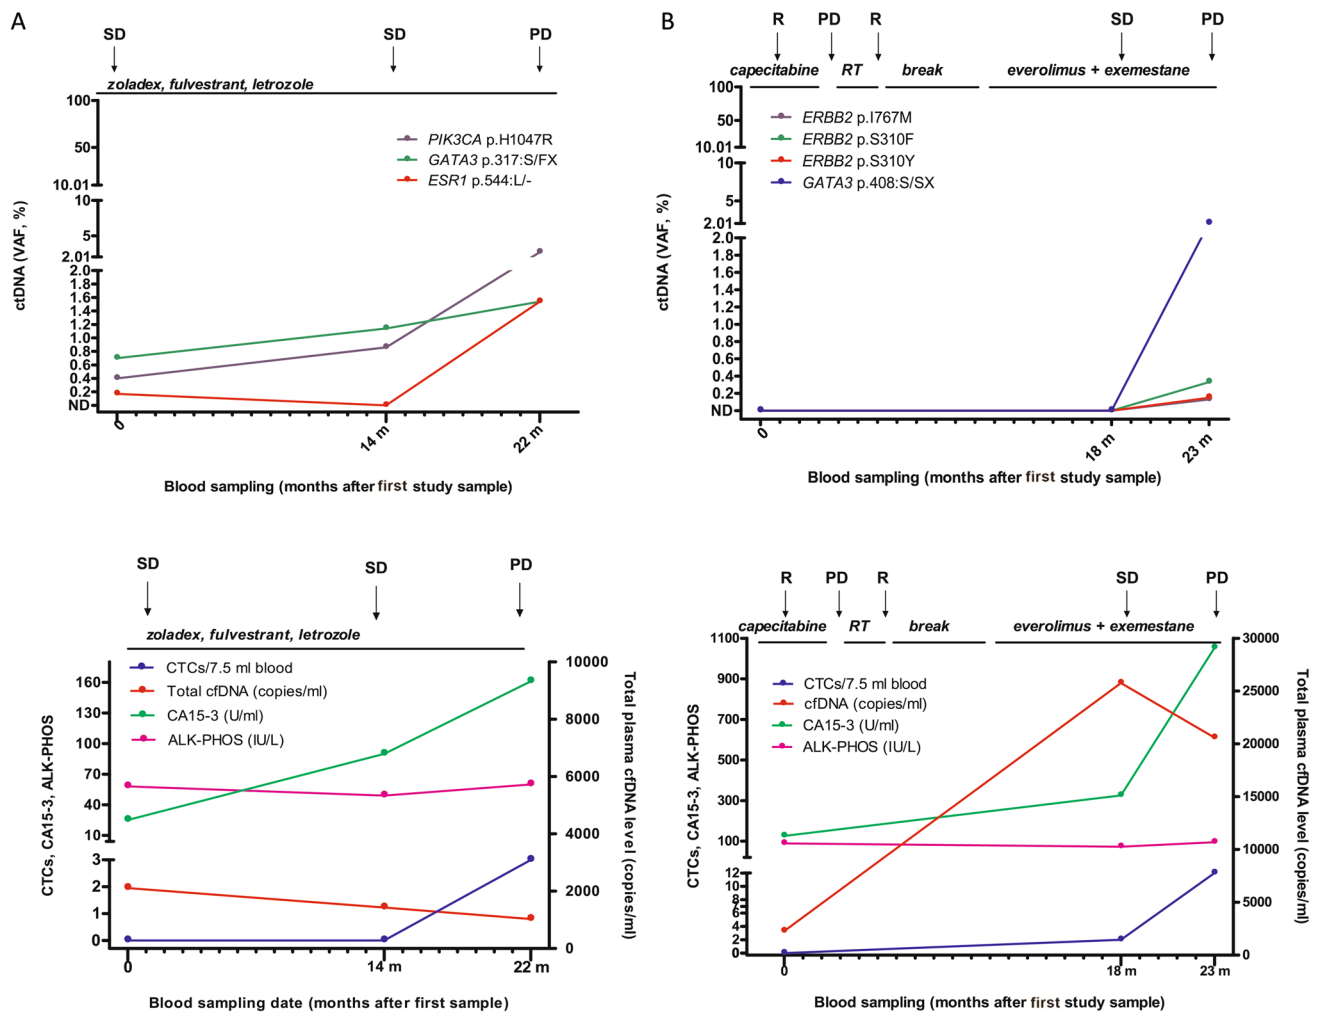 A
SD
SD
PD
zoladex, fulvestrant, letrozole
100
50
10.01
10
5
2.01
2.0
1.8
1.6
1.4
1.2
1.0
0.8
0.6
0.4
0.2
ND
ctDNA (VAF, %)
PIK3CA p.H1047R
GATA3 p.317:S/FX
ESR1 p.544:L/-
0
14 m
22 m
Blood sampling (months after first study sample)
B
R
PD
R
SD
PD
capecitabine
RT
break
everolimus + exemestane
100
50
10.01
10
5
2.01
2.0
1.8
1.6
1.4
1.2
1.0
0.8
0.6
0.4
0.2
ND
ctDNA (VAF, %)
ERBB2 p.I767M
ERBB2 p.S310F
ERBB2 p.S310Y
GATA3 p.408:S/SX
0
18 m
23 m
Blood sampling (months after first study sample)
SD
SD
PD
zoladex, fulvestrant, letrozole
CTCs/7.5 ml blood
Total cfDNA (copies/ml)
CA15-3 (U/ml)
ALK-PHOS (IU/L)
160
130
100
70
40
10
3
2
1
0
CTCs, CA15-3, ALK-PHOS
10000
8000
6000
4000
2000
0
Total plasma cfDNA level (copies/ml)
0
14 m
22 m
Blood sampling date (months after first sample)
R
PD
R
SD
PD
capecitabine
RT
break
everolimus + exemestane
1100
900
700
500
300
100
12
10
8
6
4
2
0
CTCs, CA15-3, ALK-PHOS
CTCs/7.5 ml blood
cfDNA (copies/ml)
CA15-3 (U/ml)
ALK-PHOS (IU/L)
30000
25000
20000
15000
10000
5000
0
Total plasma cfDNA level (copies/ml)
0
18 m
23 m
Blood sampling (months after first study sample)